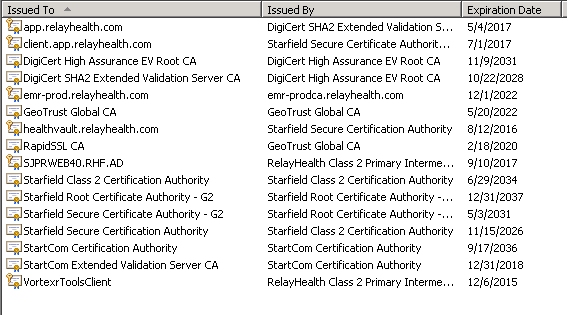 Issued To Issued By Expiration Date
app.relayhealth.com DigiCert SHA2 Extended Validation S... 5/4/2017
client.app.relayhealth.com Starfield Secure Certificate Authorit... 7/1/2017
DigiCert High Assurance EV Root CA DigiCert High Assurance EV Root CA 11/9/2031
DigiCert SHA2 Extended Validation Server CA DigiCert High Assurance EV Root CA 10/22/2028
emr-prod.relayhealth.com emr-prodca.relayhealth.com 12/1/2022
GeoTrust Global CA GeoTrust Global CA 5/20/2022
healthvault.relayhealth.com Starfield Secure Certification Authority 8/12/2016
RapidSSL CA GeoTrust Global CA 2/18/2020
SJPRWEB40.RHF.AD RelayHealth Class 2 Primary Interme... 9/10/2017
Starfield Class 2 Certification Authority Starfield Class 2 Certification Authority 6/29/2034
Starfield Root Certificate Authority - G2 Starfield Root Certificate Authority -... 12/31/2037
Starfield Secure Certificate Authority - G2 Starfield Root Certificate Authority -... 5/3/2031
Starfield Secure Certification Authority Starfield Class 2 Certification Authority 11/15/2026
StartCom Certification Authority StartCom Certification Authority 9/17/2036
StartCom Extended Validation Server CA StartCom Certification Authority 12/31/2018
VortexrToolsClient RelayHealth Class 2 Primary Interme... 12/6/2015